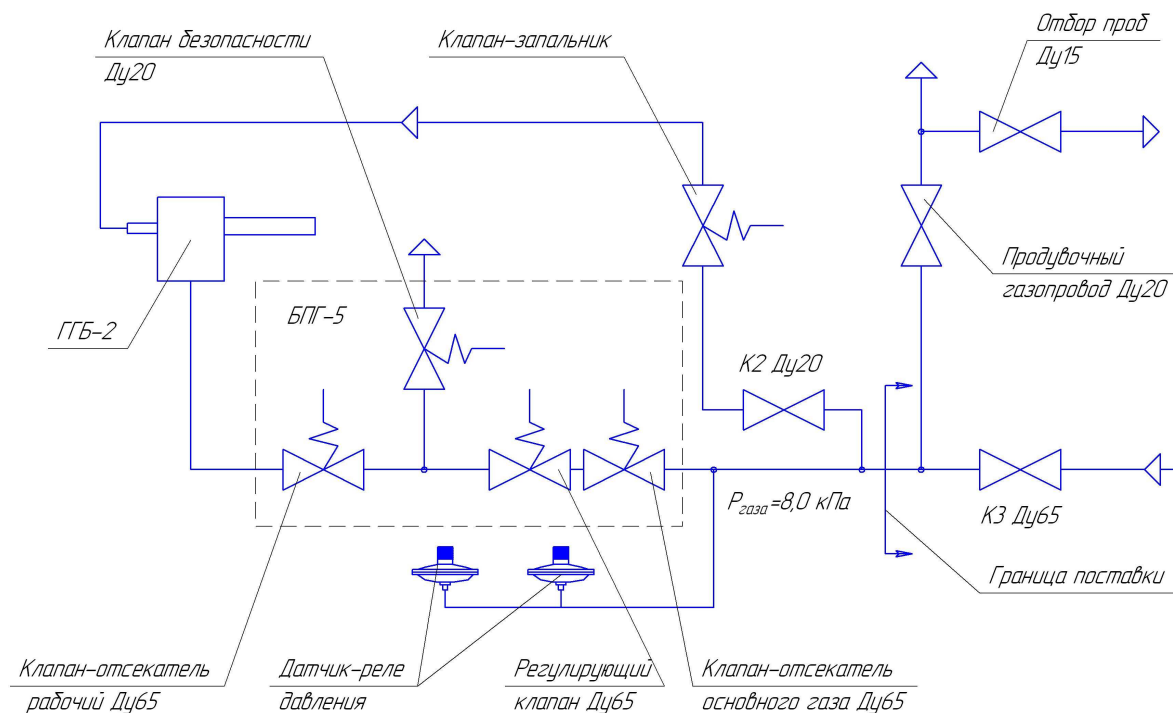 Клапан безопасности
Ду20
Клапан-запальник
Отбор проб
Ду15
Продувочный
газопровод Ду20
ГГБ-2
БПГ-5
К2 Ду20
Pгаза=8,0 кПа
К3 Ду65
Граница поставки
Клапан-отсекатель
рабочий Ду65
Датчик-реле
давления
Регулирующий
клапан Ду65
Клапан-отсекатель
основного газа Ду65